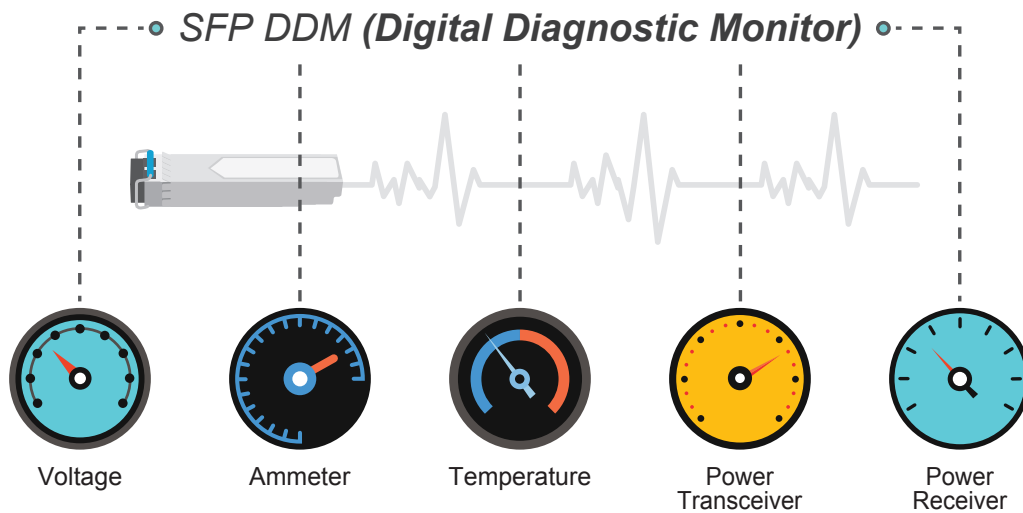 SFP DDM (Digital Diagnostic Monitor)
Voltage
Ammeter
Temperature
Power
Transceiver
Power
Receiver